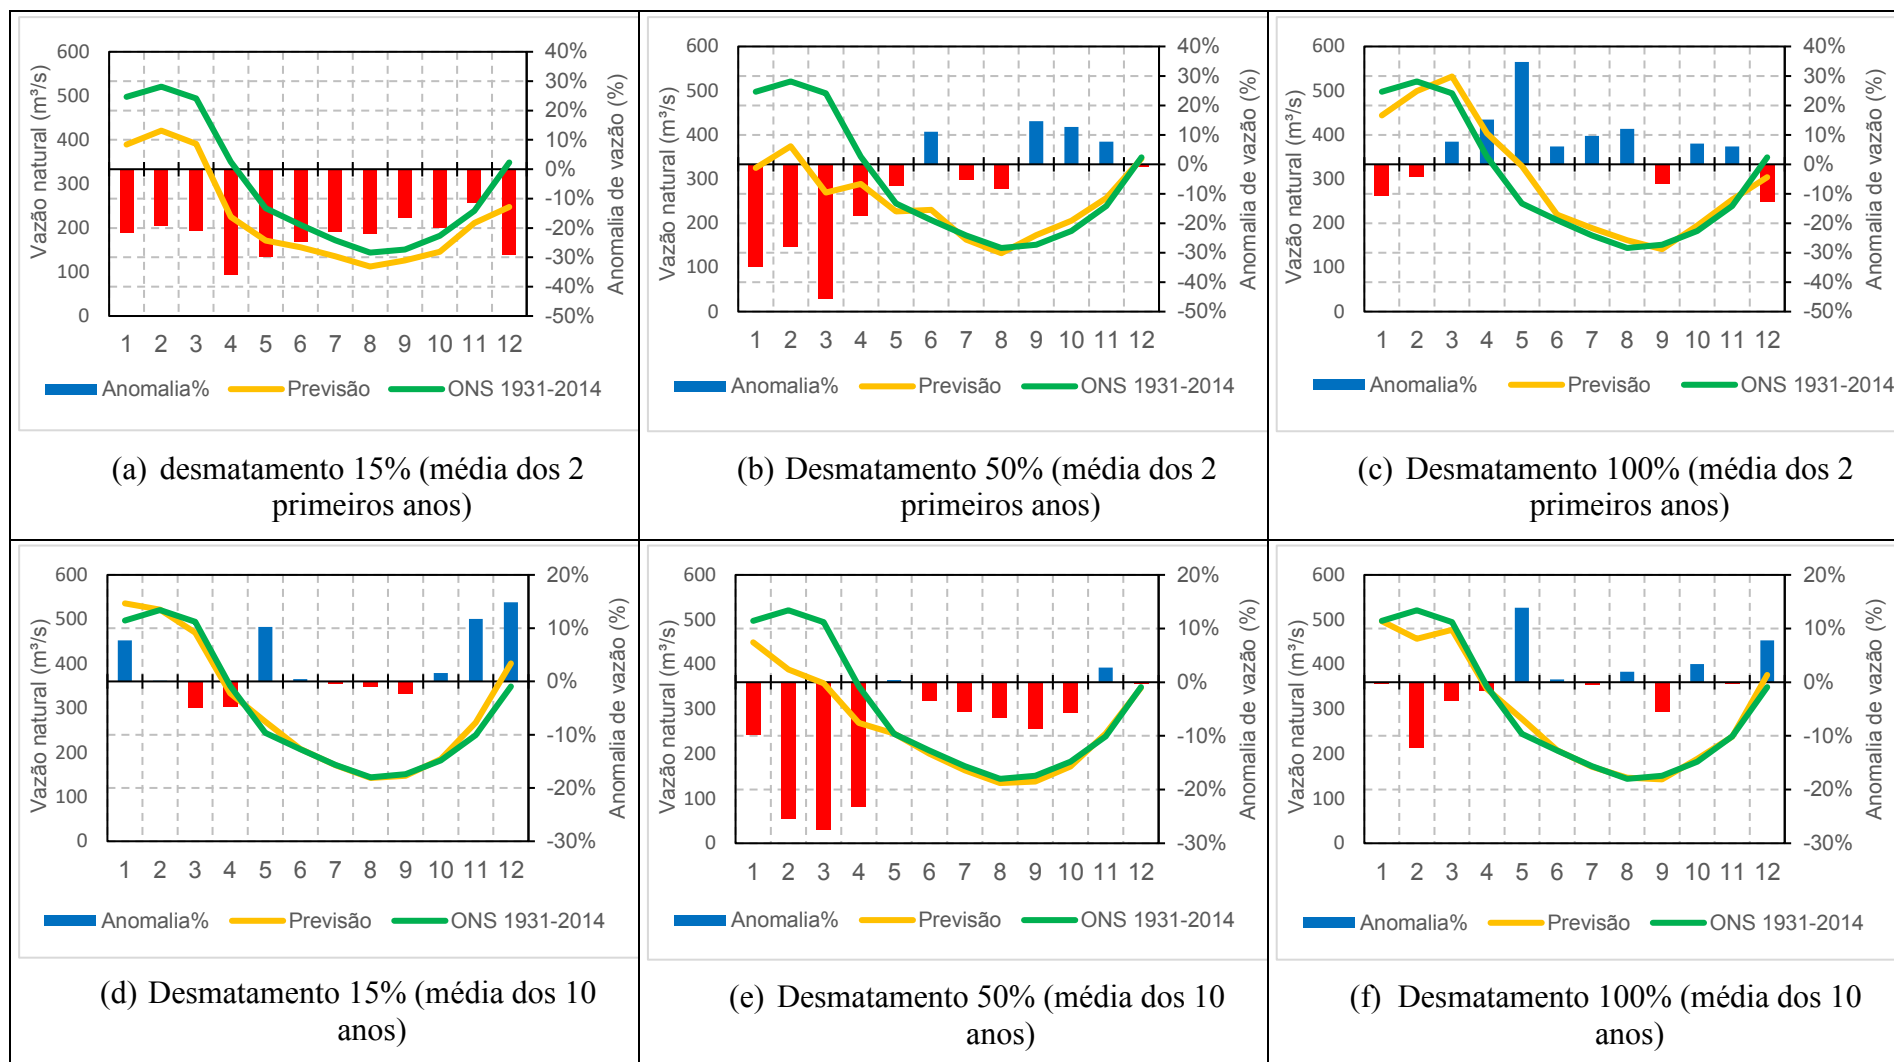 600
500
400
300
200
100
0
Vazão natural (m³/s)
40%
30%
20%
10%
0%
-10%
-20%
-30%
-40%
-50%
Anomalia de vazão (%)
1 2 3 4 5 6 7 8 9 10 11 12
Anomalia% Previsão ONS 1931-2014
(a) desmatamento 15% (média dos 2
primeiros anos)
600
500
400
300
200
100
0
Vazão natural (m³/s)
40%
30%
20%
10%
0%
-10%
-20%
-30%
-40%
-50%
Anomalia de vazão (%)
1 2 3 4 5 6 7 8 9 10 11 12
Anomalia% Previsão ONS 1931-2014
(b) Desmatamento 50% (média dos 2
primeiros anos)
600
500
400
300
200
100
0
Vazão natural (m³/s)
40%
30%
20%
10%
0%
-10%
-20%
-30%
-40%
-50%
Anomalia de vazão (%)
1 2 3 4 5 6 7 8 9 10 11 12
Anomalia% Previsão ONS 1931-2014
(c) Desmatamento 100% (média dos 2
primeiros anos)
600
500
400
300
200
100
0
Vazão natural (m³/s)
20%
10%
0%
-10%
-20%
-30%
Anomalia de vazão (%)
1 2 3 4 5 6 7 8 9 10 11 12
Anomalia% Previsão ONS 1931-2014
(d) Desmatamento 15% (média dos 10
anos)
600
500
400
300
200
100
0
Vazão natural (m³/s)
20%
10%
0%
-10%
-20%
-30%
Anomalia de vazão (%)
1 2 3 4 5 6 7 8 9 10 11 12
Anomalia% Previsão ONS 1931-2014
(e) Desmatamento 50% (média dos 10
anos)
600
500
400
300
200
100
0
Vazão natural (m³/s)
20%
10%
0%
-10%
-20%
-30%
Anomalia de vazão (%)
1 2 3 4 5 6 7 8 9 10 11 12
Anomalia% Previsão ONS 1931-2014
(f) Desmatamento 100% (média dos 10
anos)